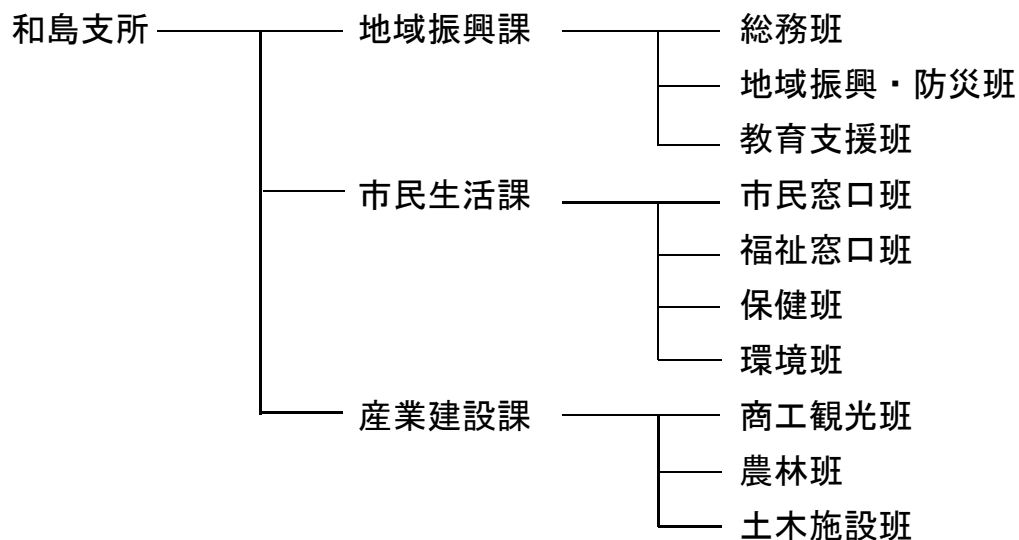 和島支所 地域振興課 総務班
地域振興・防災班
教育支援班
市民生活課 市民窓口班
福祉窓口班
保健班
環境班
産業建設課 商工観光班
農林班
土木施設班